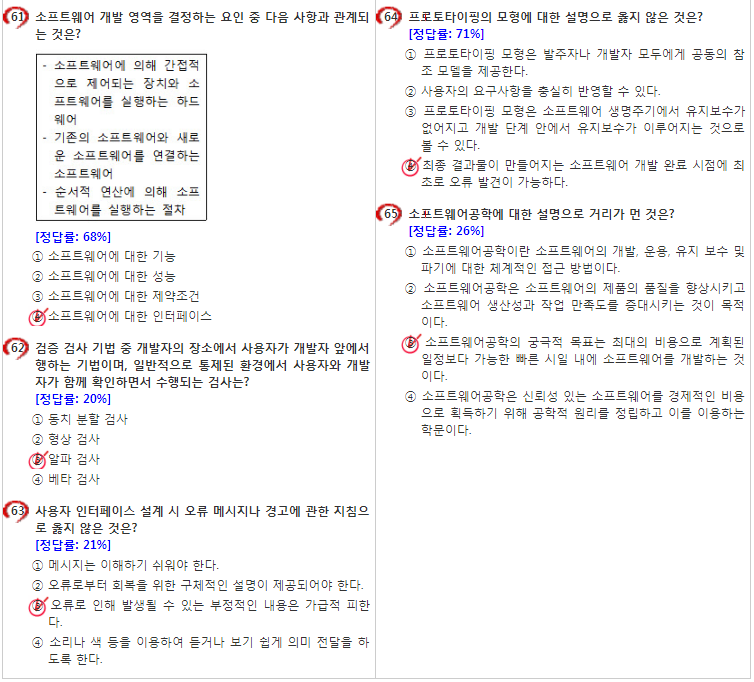 61 소프트웨어 개발 영역을 결정하는 요인 중 다음 사항과 관계되
는 것은?
- 소프트웨어에 의해 간접적
으로 제어되는 장치와 소
프트웨어를 실행하는 하드
웨어
- 기존의 소프트웨어와 새로
운 소프트웨어를 연결하는
소프트웨어
- 순서적 연산에 의해 소프
트웨어를 실행하는 절차
[정답률: 68%]
① 소프트웨어에 대한 기능
② 소프트웨어에 대한 성능
③ 소프트웨어에 대한 제약조건
④ 소프트웨어에 대한 인터페이스
62 검증 검사 기법 중 개발자의 장소에서 사용자가 개발자 앞에서
행하는 기법이며, 일반적으로 통제된 환경에서 사용자와 개발
자가 함께 확인하면서 수행되는 검사는?
[정답률: 20%]
① 동치 분할 검사
② 형상 검사
③ 알파 검사
④ 베타 검사
63 사용자 인터페이스 설계 시 오류 메시지나 경고에 관한 지침으
로 옳지 않은 것은?
[정답률: 21%]
① 메시지는 이해하기 쉬워야 한다.
② 오류로부터 회복을 위한 구체적인 설명이 제공되어야 한다.
③ 오류로 인해 발생될 수 있는 부정적인 내용은 가급적 피한
다.
④ 소리나 색 등을 이용하여 듣거나 보기 쉽게 의미 전달을 하
도록 한다.
64 프로토타이핑의 모형에 대한 설명으로 옳지 않은 것은?
[정답률: 71%]
① 프로토타이핑 모형은 발주자나 개발자 모두에게 공동의 참
조 모델을 제공한다.
② 사용자의 요구사항을 충실히 반영할 수 있다.
③ 프로토타이핑 모형은 소프트웨어 생명주기에서 유지보수가
없어지고 개발 단계 안에서 유지보수가 이루어지는 것으로
볼 수 있다.
④ 최종 결과물이 만들어지는 소프트웨어 개발 완료 시점에 최
초로 오류 발견이 가능하다.
65 소프트웨어공학에 대한 설명으로 거리가 먼 것은?
[정답률: 26%]
① 소프트웨어공학이란 소프트웨어의 개발, 운용, 유지 보수 및
파기에 대한 체계적인 접근 방법이다.
② 소프트웨어공학은 소프트웨어의 제품의 품질을 향상시키고
소프트웨어 생산성과 작업 만족도를 증대시키는 것이 목적
이다.
③ 소프트웨어공학의 궁극적 목표는 최대의 비용으로 계획된
일정보다 가능한 빠른 시일 내에 소프트웨어를 개발하는 것
이다.
④ 소프트웨어공학은 신뢰성 있는 소프트웨어를 경제적인 비용
으로 획득하기 위해 공학적 원리를 정립하고 이를 이용하는
학문이다.